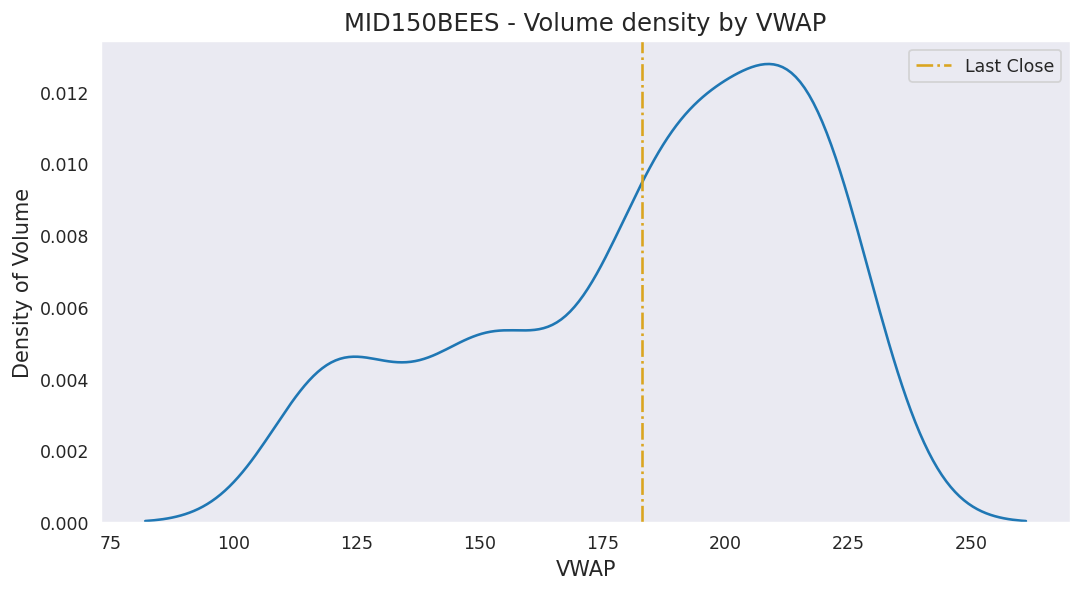 MID150BEES - Volume density by VWAP
Last Close
Density of Volume
0.012
0.010
0.008
0.006
0.004
0.002
0.000
75 100 125 150 175 200 225 250
VWAP